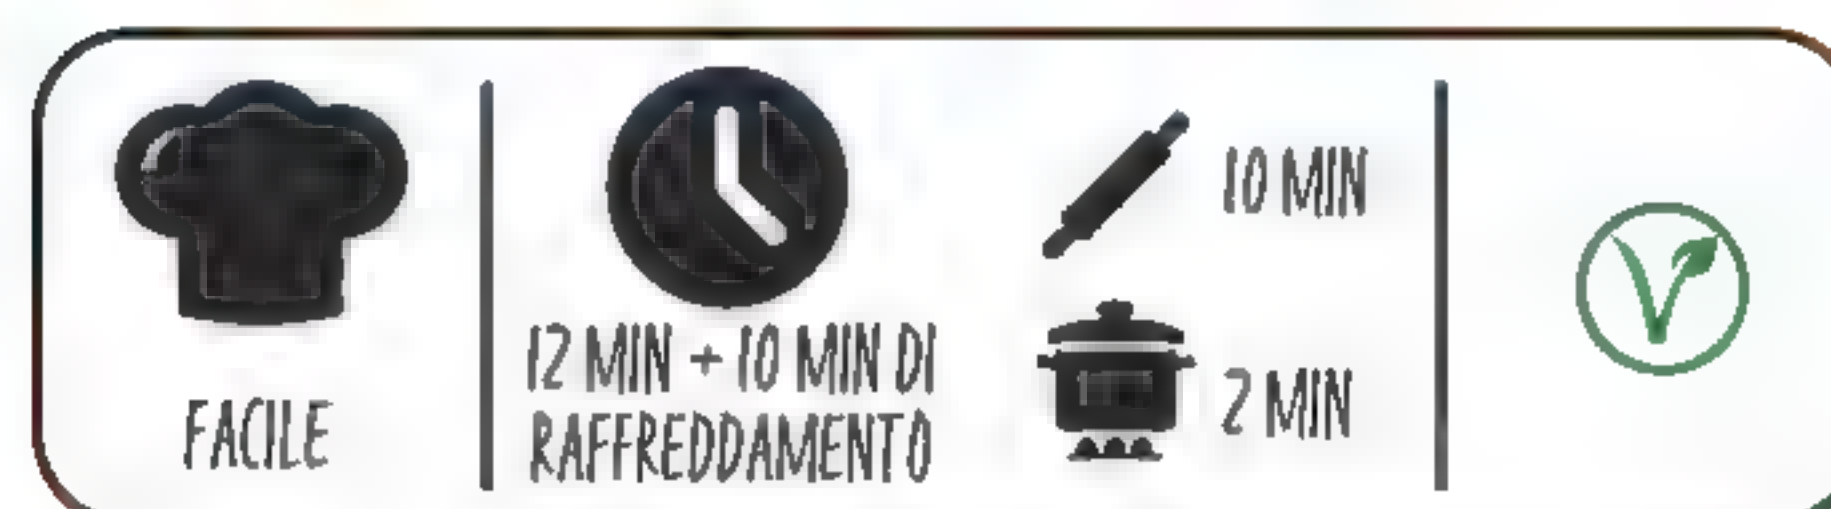 FACILE
12 MIN + 10 MIN DI
RAFFREDDAMENTO
10 MIN
2 MIN